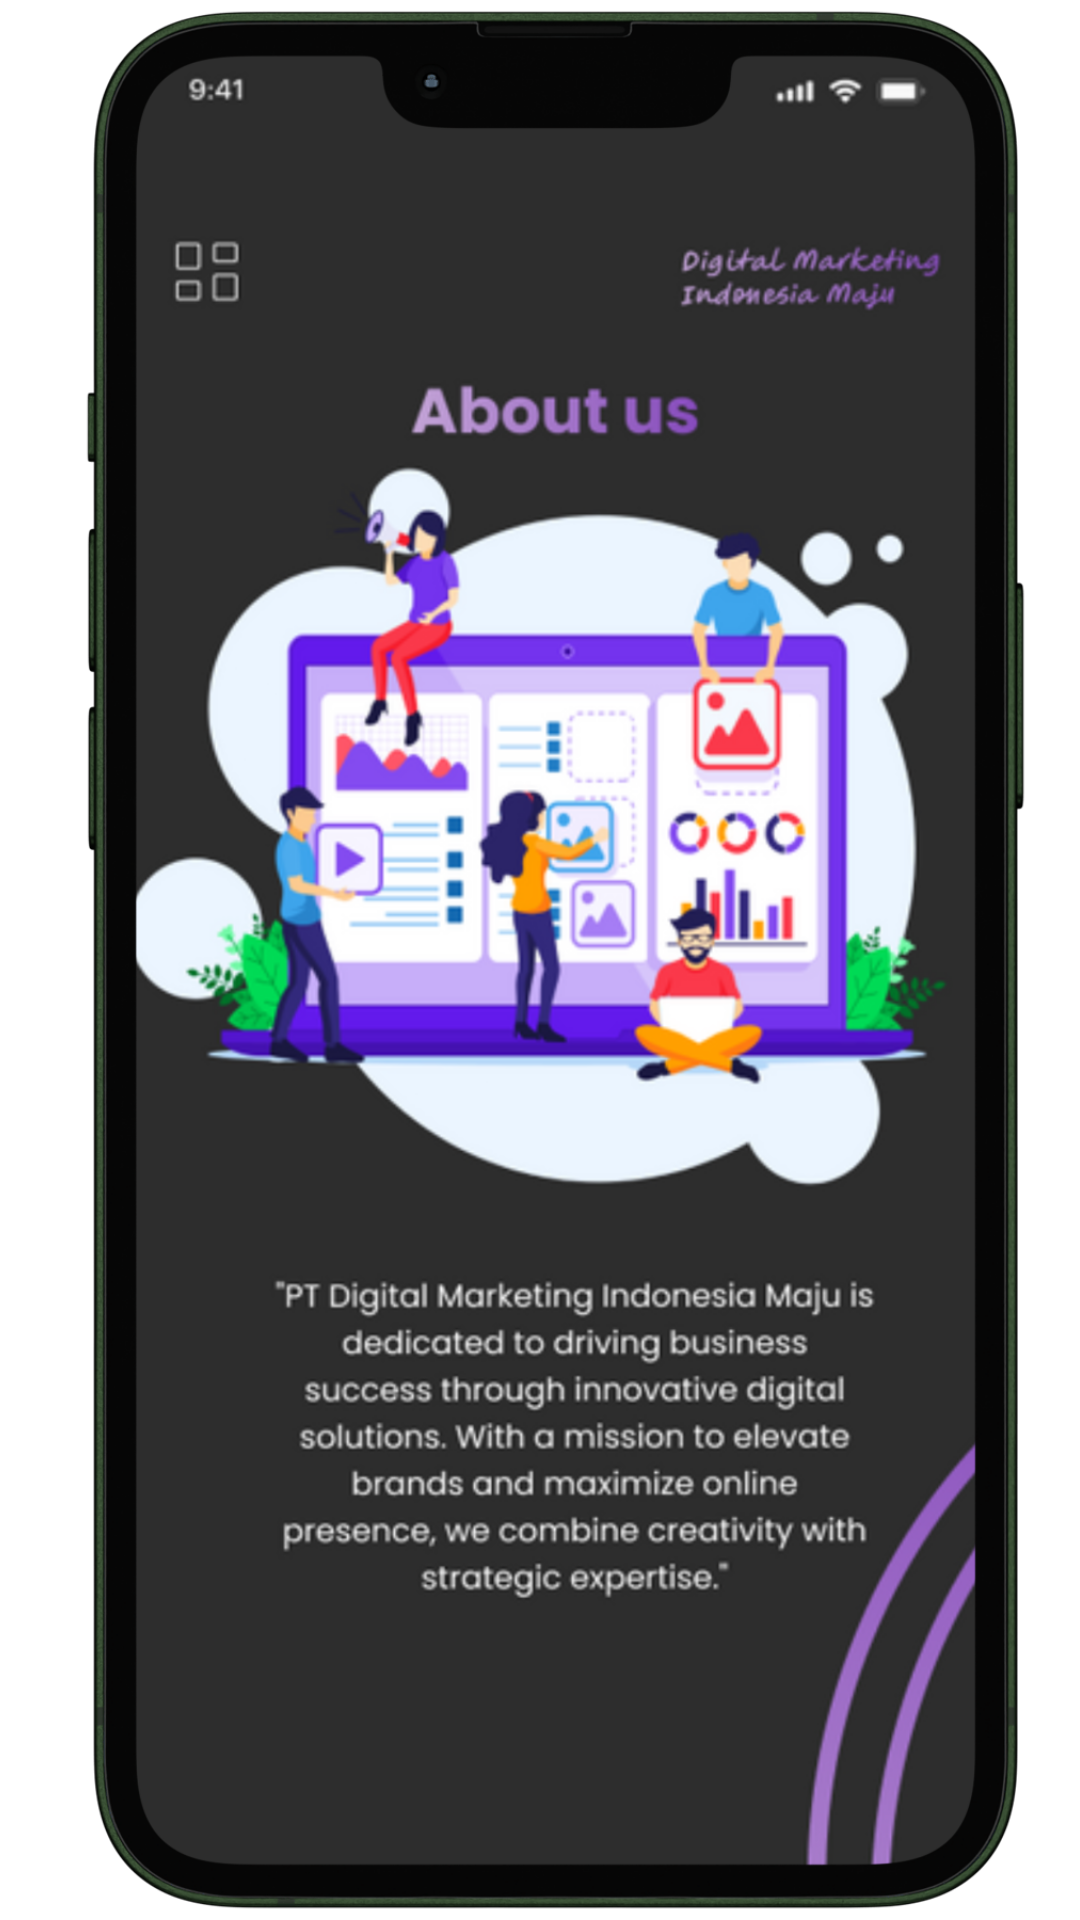 9:41
Digital Marketing
Indonesia Maju
About us
"PT Digital Marketing Indonesia Maju is
dedicated to driving business
success through innovative digital
solutions. With a mission to elevate
brands and maximize online
presence, we combine creativity with
strategic expertise."